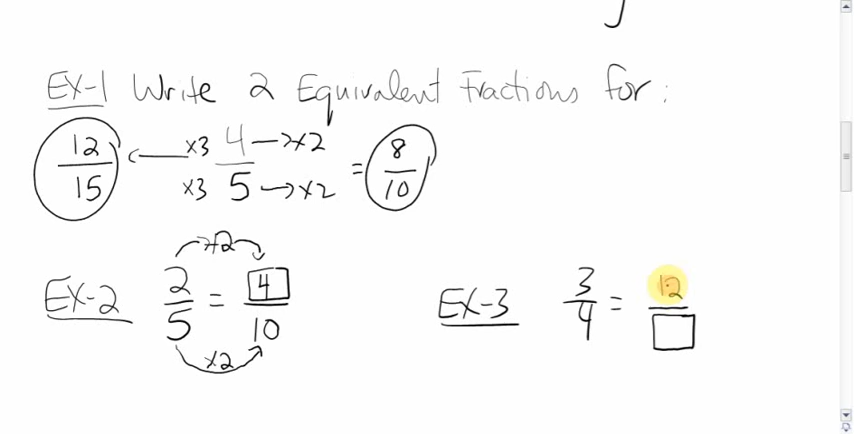 EX-1 Write 2 Equivalent Fractions for:
12/15 ← ×3 4 → ×2 = 8/10
×3 5 → ×2
×2
EX-2 2/5 = 4/10
×2
EX-3 3/4 = 12/□